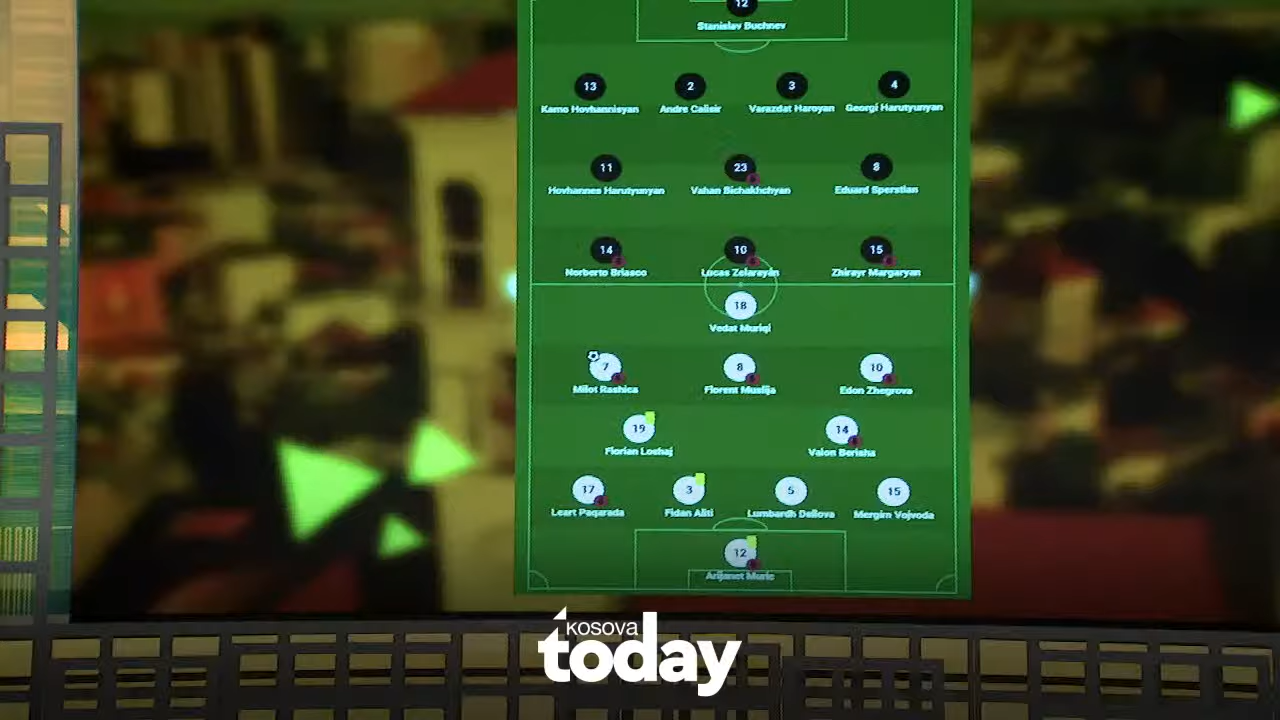 12
Stanislav Buchnev
13 2 3 4
Kamo Hovhannisyan Andre Calisir Varazdat Haroyan Georgi Harutyunyan
11 23 8
Hovhannes Harutyunyan Vahan Bichakhchyan Eduard Spertsian
14 10 15
Norberto Briasco Lucas Zelarayán Zhirayr Margaryan
18
Vedat Muriqi
7 8 10
Milot Rashica Florent Muslija Edon Zhegrova
19 14
Florian Loshaj Valon Berisha
17 3 5 15
Leart Paqarada Fidan Aliti Lumbardh Dellova Mergim Vojvoda
12
Arijanet Muric
kosova
today